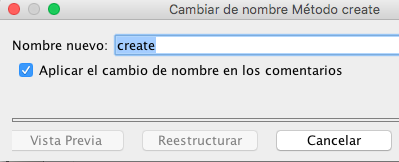 Cambiar de nombre Método create
Nombre nuevo: create
Aplicar el cambio de nombre en los comentarios
Vista Previa Reestructurar Cancelar